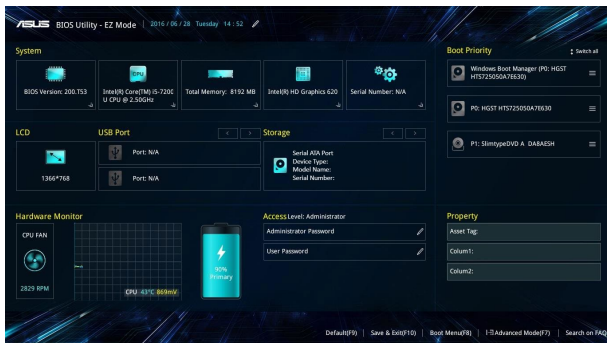 ASUS BIOS Utility - EZ Mode 2016/06/28 Tuesday 14:52
System
BIOS Version: 200.T53
CPU
Intel(R) Core(TM) i5-7200
U CPU @ 2.50GHz
Total Memory: 8192 MB
Intel(R) HD Graphics 620
Serial Number: N/A
Boot Priority
Switch all
Windows Boot Manager (P0: HGST
HTS725050A7E630)
P0: HGST HTS725050A7E630
P1: SlimtypeDVD A DA8AESH
LCD
1366*768
USB Port
Port: N/A
Port: N/A
Storage
Serial ATA Port
Device Type:
Model Name:
Serial Number:
Hardware Monitor
CPU FAN
2829 RPM
CPU 43°C 869mV
90%
Primary
Access Level: Administrator
Administrator Password
User Password
Property
Asset Tag:
Colum1:
Colum2:
Default(F9) | Save & Exit(F10) | Boot Menu(F8) | Advanced Mode(F7) | Search on FAQ